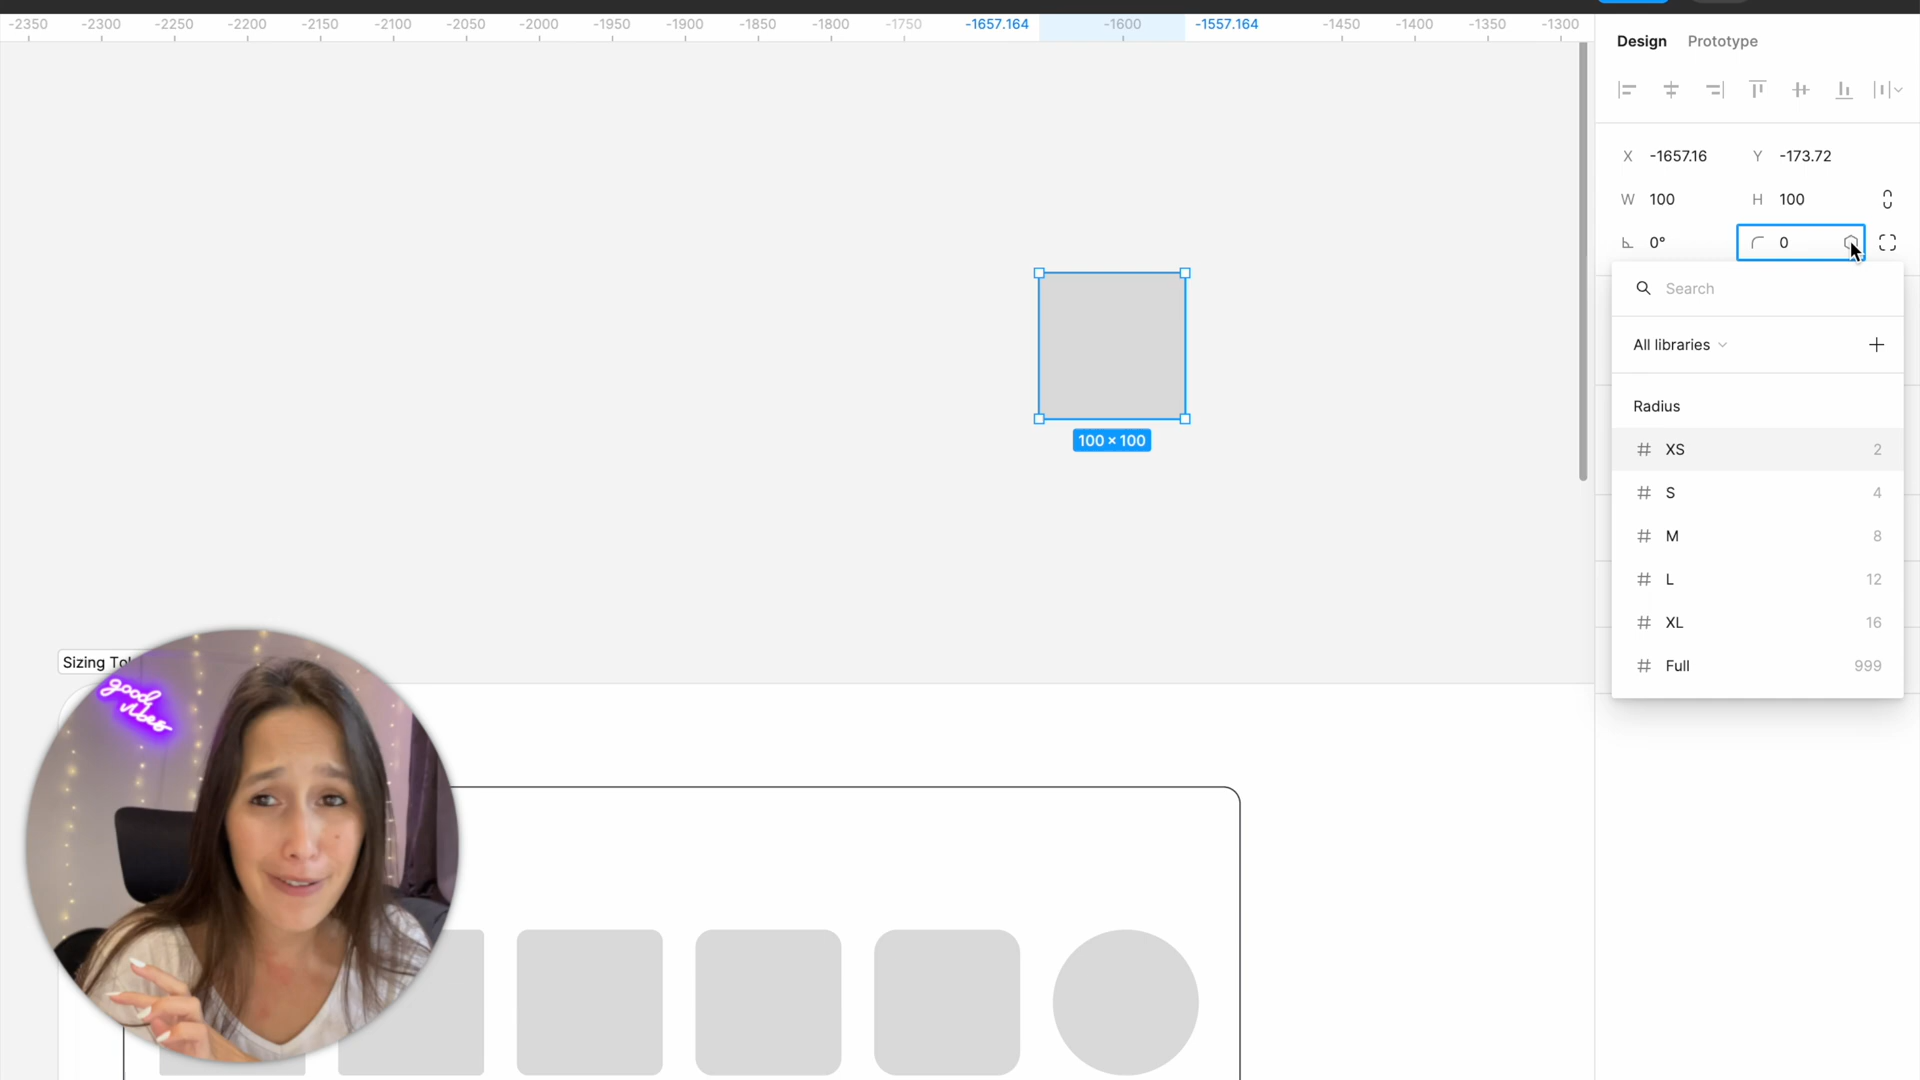 -2350 -2300 -2250 -2200 -2150 -2100 -2050 -2000 -1950 -1900 -1850 -1800 -1750 -1657.164 -1600 -1557.164 -1450 -1400 -1350 -1300
Design Prototype
X -1657.16 Y -173.72
W 100 H 100
0° 0
Search
All libraries
Radius
XS 2
S 4
M 8
L 12
XL 16
Full 999
100 × 100
Sizing
good
vibes